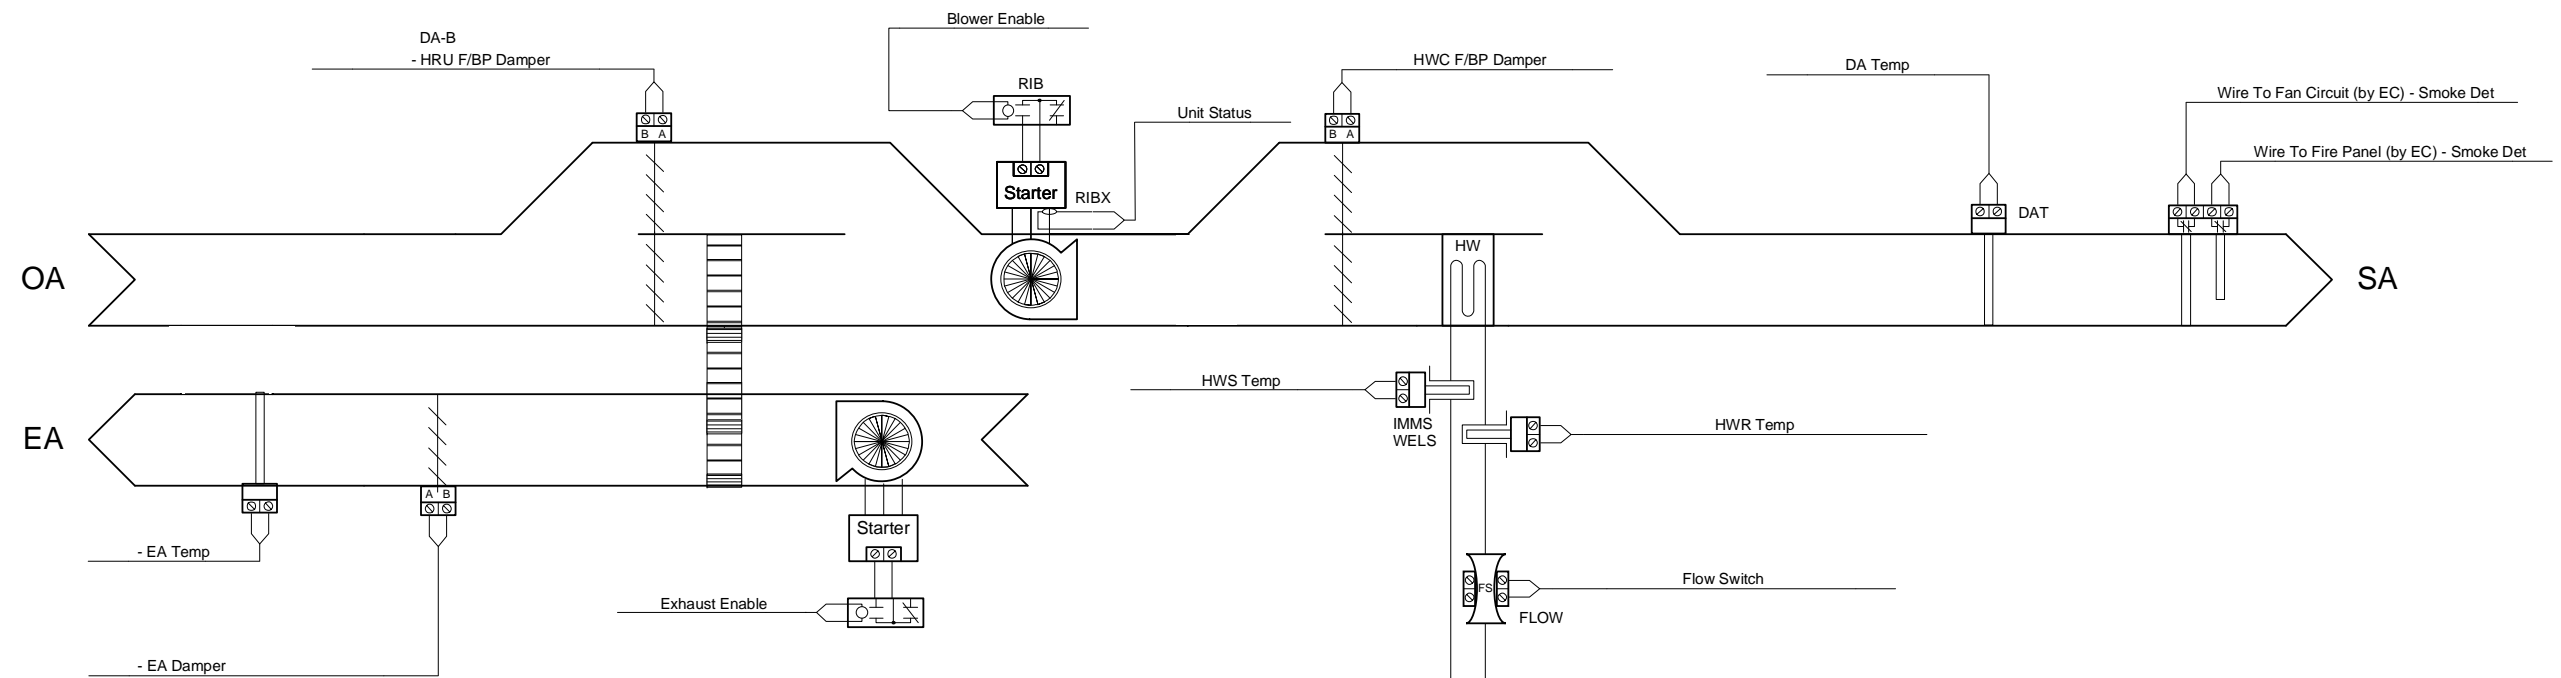 Blower Enable
DA-B
- HRU F/BP Damper
HWC F/BP Damper
DA Temp
RIB
Wire To Fan Circuit (by EC) - Smoke Det
Unit Status
B A
B A
Wire To Fire Panel (by EC) - Smoke Det
Starter
RIBX
DAT
HW
OA
SA
HWS Temp
IMMS
WELS
HWR Temp
EA
A B
Starter
- EA Temp
FS
Flow Switch
Exhaust Enable
FLOW
- EA Damper